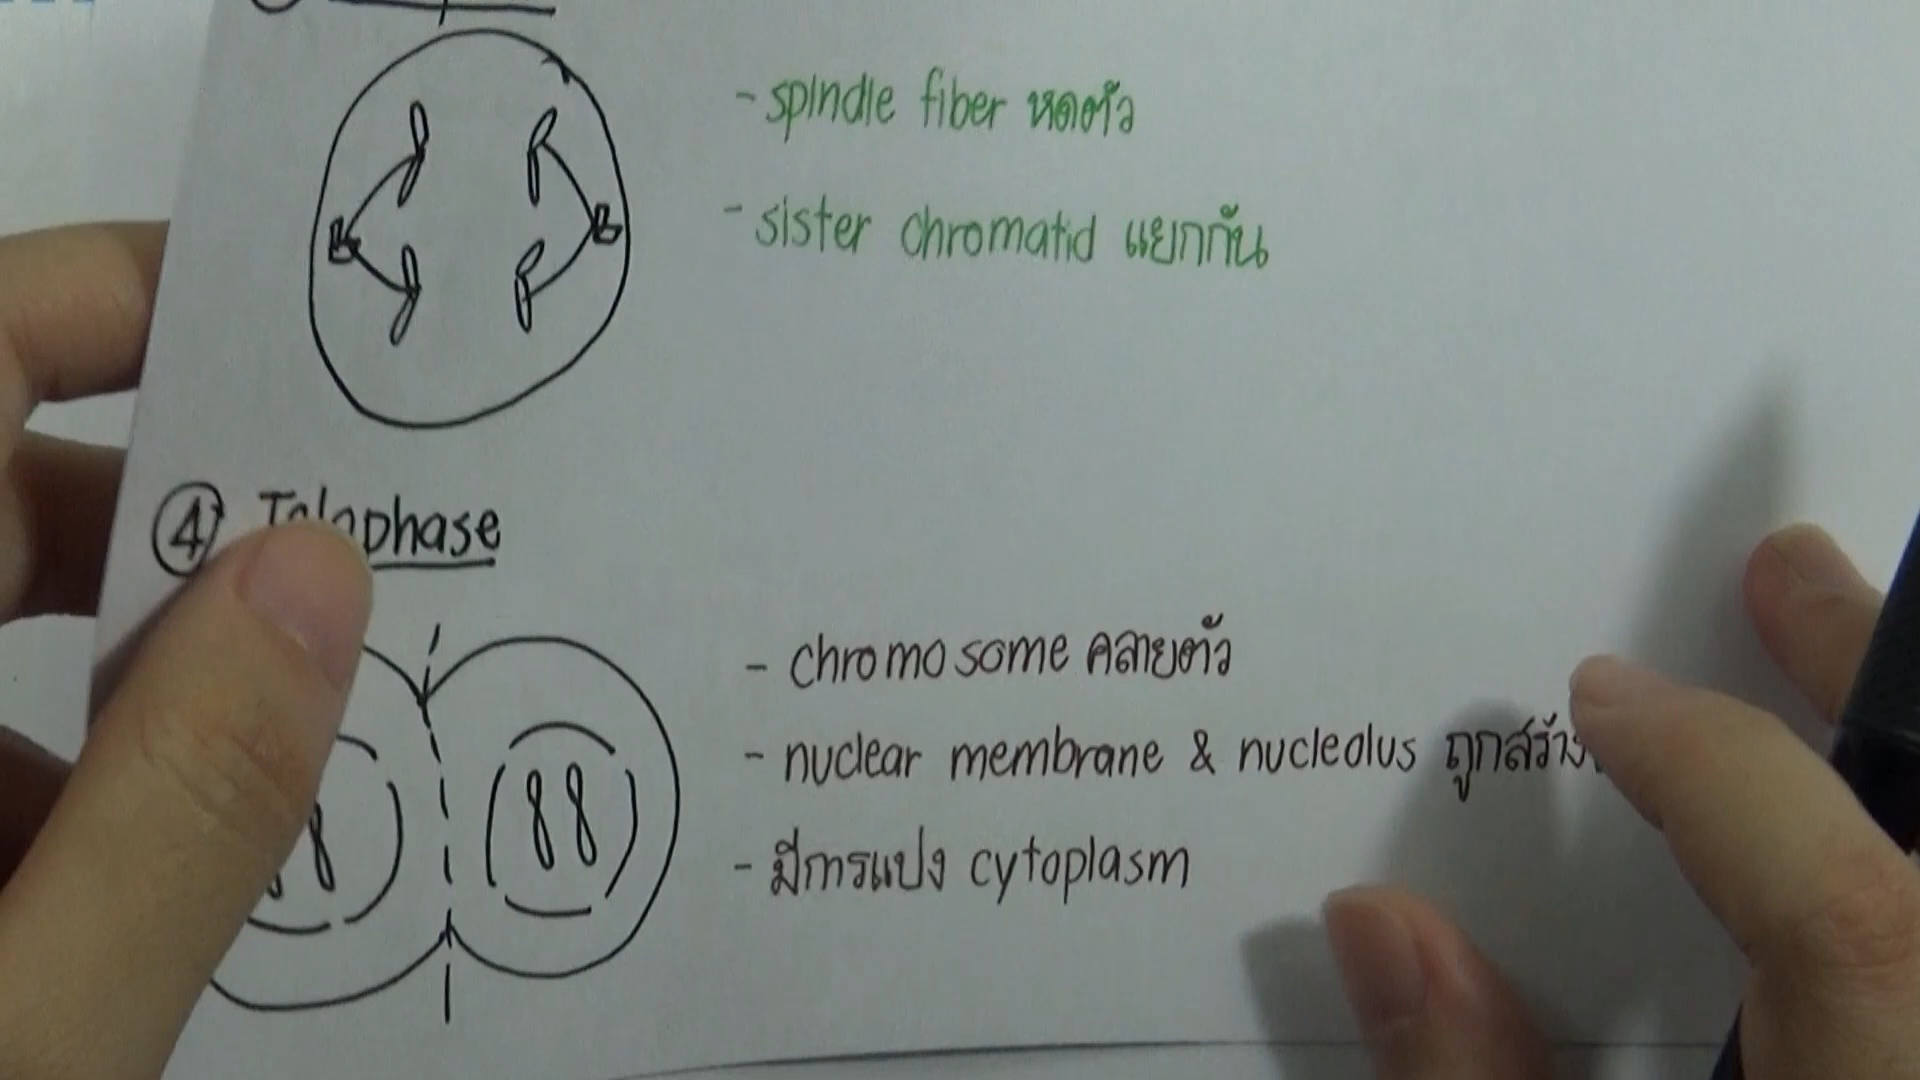 - spindle fiber หดตัว
- sister chromatid แยกกัน
④ Telophase
- chromosome คลายตัว
- nuclear membrane & nucleolus ถูกสร้าง
- มีการแบ่ง cytoplasm